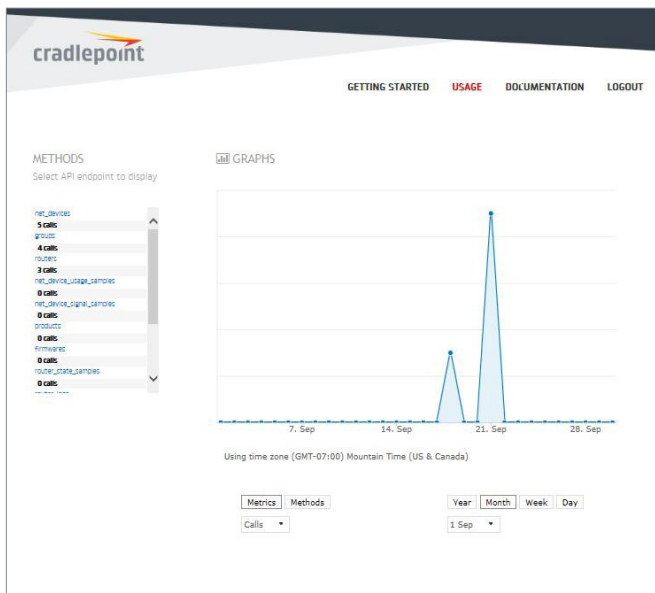 cradlepoint
GETTING STARTED USAGE DOCUMENTATION LOGOUT
METHODS
Select API endpoint to display
net_devices
5 calls
groups
4 calls
routers
3 calls
net_device_usage_samples
0 calls
net_device_signal_samples
0 calls
products
0 calls
firmwares
0 calls
router_state_samples
0 calls
GRAPHS
7. Sep 14. Sep 21. Sep 28. Sep
Using time zone (GMT-07:00) Mountain Time (US & Canada)
Metrics Methods Year Month Week Day
Calls 1 Sep